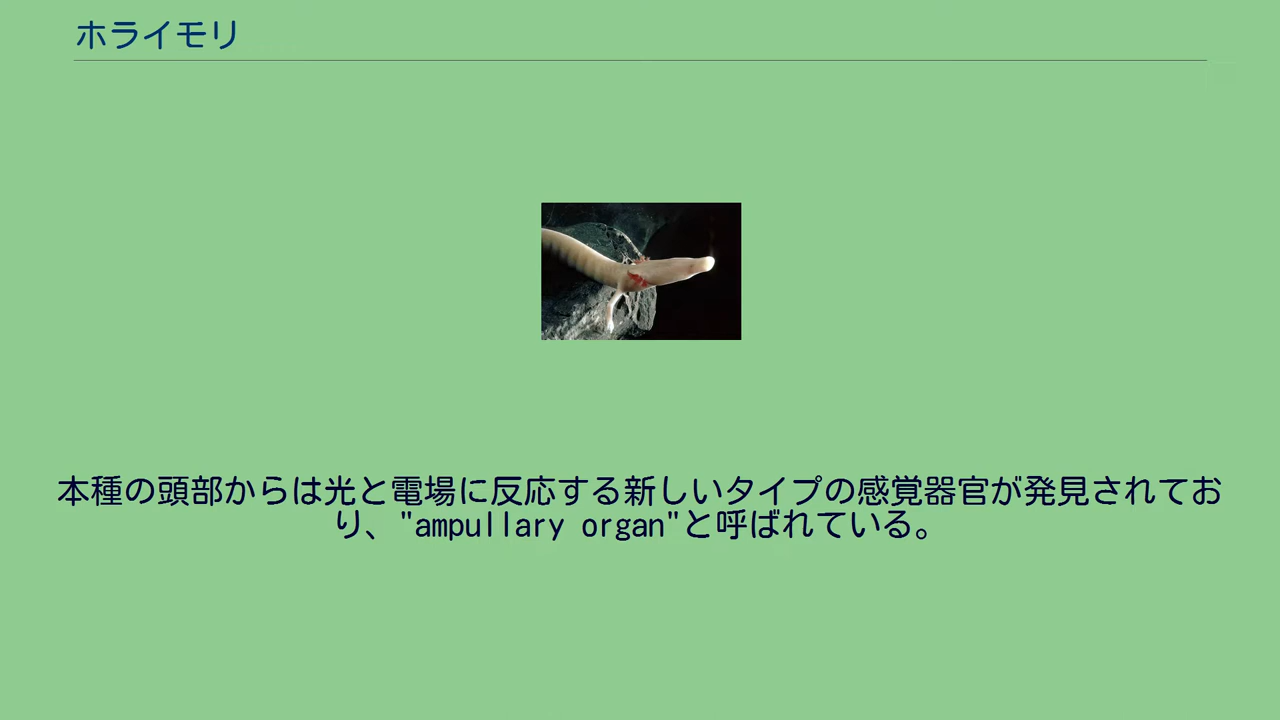 ホライモリ
本種の頭部からは光と電場に反応する新しいタイプの感覚器官が発見されてお
り、"ampullary organ"と呼ばれている。